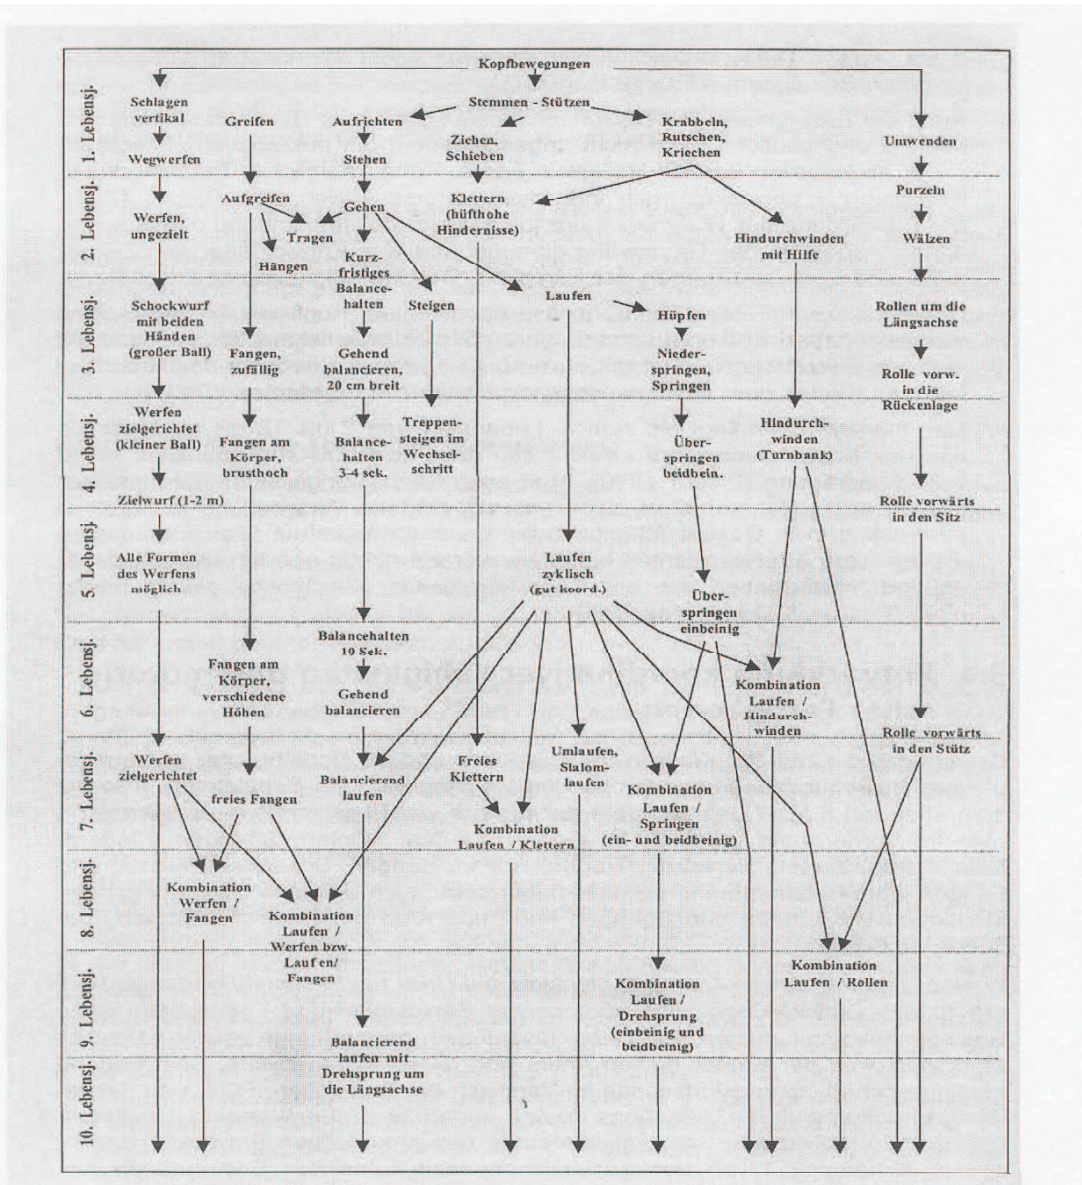 Kopfbewegungen
1. Lebensj.
Schlagen
vertikal
Greifen
Aufrichten
Stemmen - Stützen
Ziehen,
Schieben
Krabbeln,
Rutschen,
Kriechen
Umwenden
Wegwerfen
Stehen
2. Lebensj.
Werfen,
ungezielt
Aufgreifen
Gehen
Tragen
Hängen
Kurz-
fristiges
Balance-
halten
Klettern
(hüfthohe
Hindernisse)
Hindurchwinden
mit Hilfe
Purzeln
Wälzen
3. Lebensj.
Schockwurf
mit beiden
Händen
(großer Ball)
Fangen,
zufällig
Gehend
balancieren,
20 cm breit
Steigen
Laufen
Hüpfen
Nieder-
springen,
Springen
Rollen um die
Längsachse
Rolle vorw.
in die
Rückenlage
4. Lebensj.
Werfen
zielgerichtet
(kleiner Ball)
Zielwurf (1-2 m)
Fangen am
Körper,
brusthoch
Balance-
halten
3-4 sek.
Treppen-
steigen im
Wechsel-
schritt
Über-
springen
beidbein.
Hindurch-
winden
(Turnbank)
Rolle vorwärts
in den Sitz
5. Lebensj.
Alle Formen
des Werfens
möglich
Laufen
zyklisch
(gut koord.)
Über-
springen
einbeinig
6. Lebensj.
Fangen am
Körper,
verschiedene
Höhen
Balancehalten
10 Sek.
Gehend
balancieren
Kombination
Laufen /
Hindurch-
winden
Rolle vorwärts
in den Stütz
7. Lebensj.
Werfen
zielgerichtet
freies Fangen
Balancierend
laufen
Freies
Klettern
Umlaufen,
Slalom-
laufen
Kombination
Laufen / Klettern
Kombination
Laufen /
Springen
(ein- und beidbeinig)
8. Lebensj.
Kombination
Werfen /
Fangen
Kombination
Laufen /
Werfen bzw.
Laufen/
Fangen
9. Lebensj.
Kombination
Laufen /
Drehsprung
(einbeinig und
beidbeinig)
Kombination
Laufen / Rollen
10. Lebensj.
Balancierend
laufen mit
Drehsprung um
die Längsachse